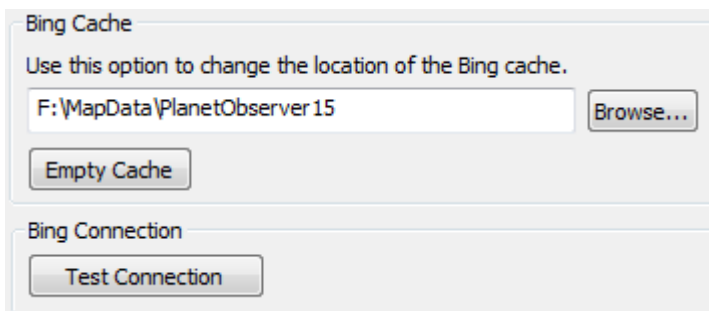 Bing Cache
Use this option to change the location of the Bing cache.
F:\MapData\PlanetObserver15
Browse...
Empty Cache
Bing Connection
Test Connection